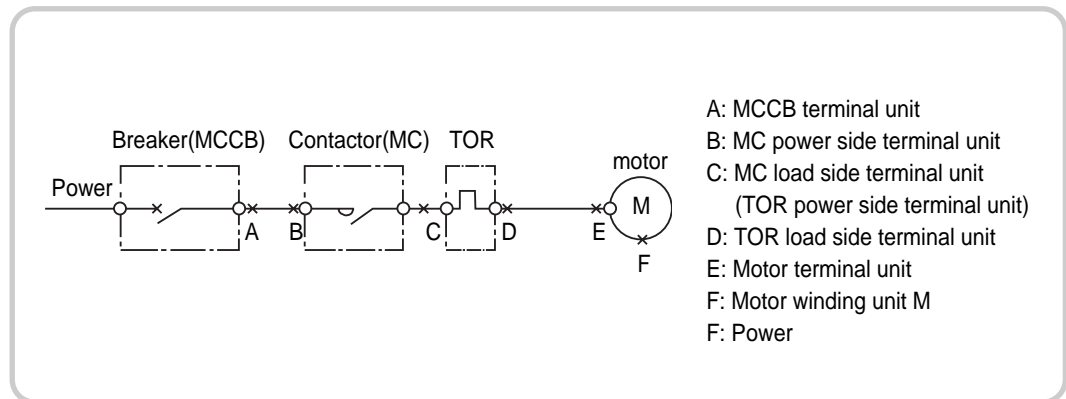 Breaker(MCCB) Contactor(MC) TOR
motor
Power
M
A B C D E
F
A: MCCB terminal unit
B: MC power side terminal unit
C: MC load side terminal unit
(TOR power side terminal unit)
D: TOR load side terminal unit
E: Motor terminal unit
F: Motor winding unit M
F: Power